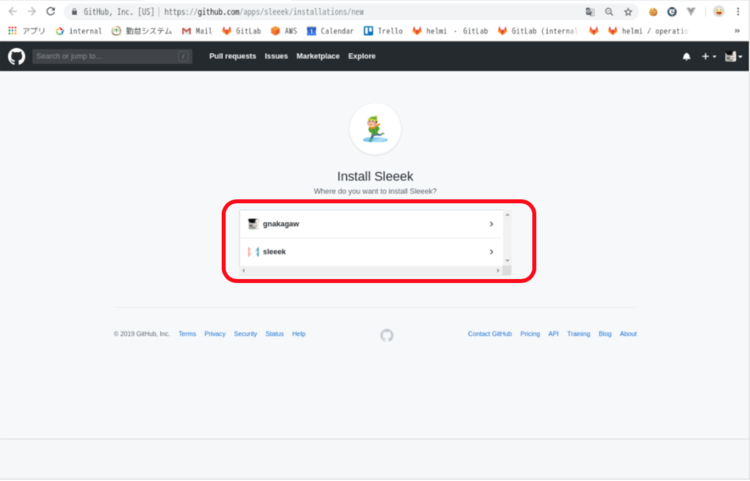 GitHub, Inc. [US] | https://github.com/apps/sleeek/installations/new
アプリ internal 勤怠システム Mail GitLab AWS Calendar Trello helmi · GitLab GitLab (internal helmi / operatio »
Search or jump to... / Pull requests Issues Marketplace Explore
Install Sleeek
Where do you want to install Sleeek?
gnakagaw
sleeek
© 2019 GitHub, Inc. Terms Privacy Security Status Help Contact GitHub Pricing API Training Blog About